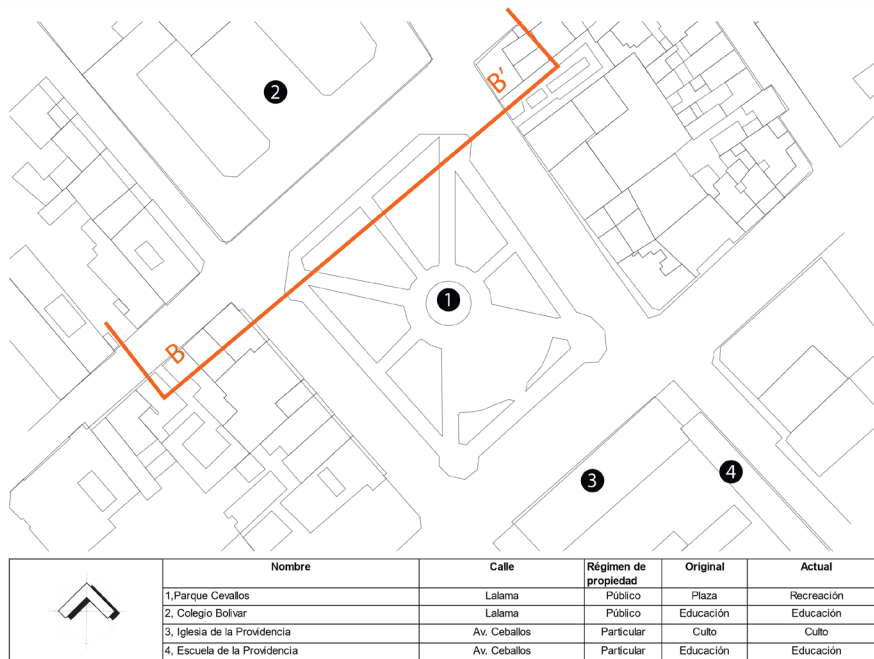 B'
2
1
B
3
4
Nombre Calle Régimen de propiedad Original Actual
1,Parque Cevallos Lalama Público Plaza Recreación
2, Colegio Bolivar Lalama Público Educación Educación
3, Iglesia de la Providencia Av. Ceballos Particular Culto Culto
4, Escuela de la Providencia Av. Ceballos Particular Educación Educación